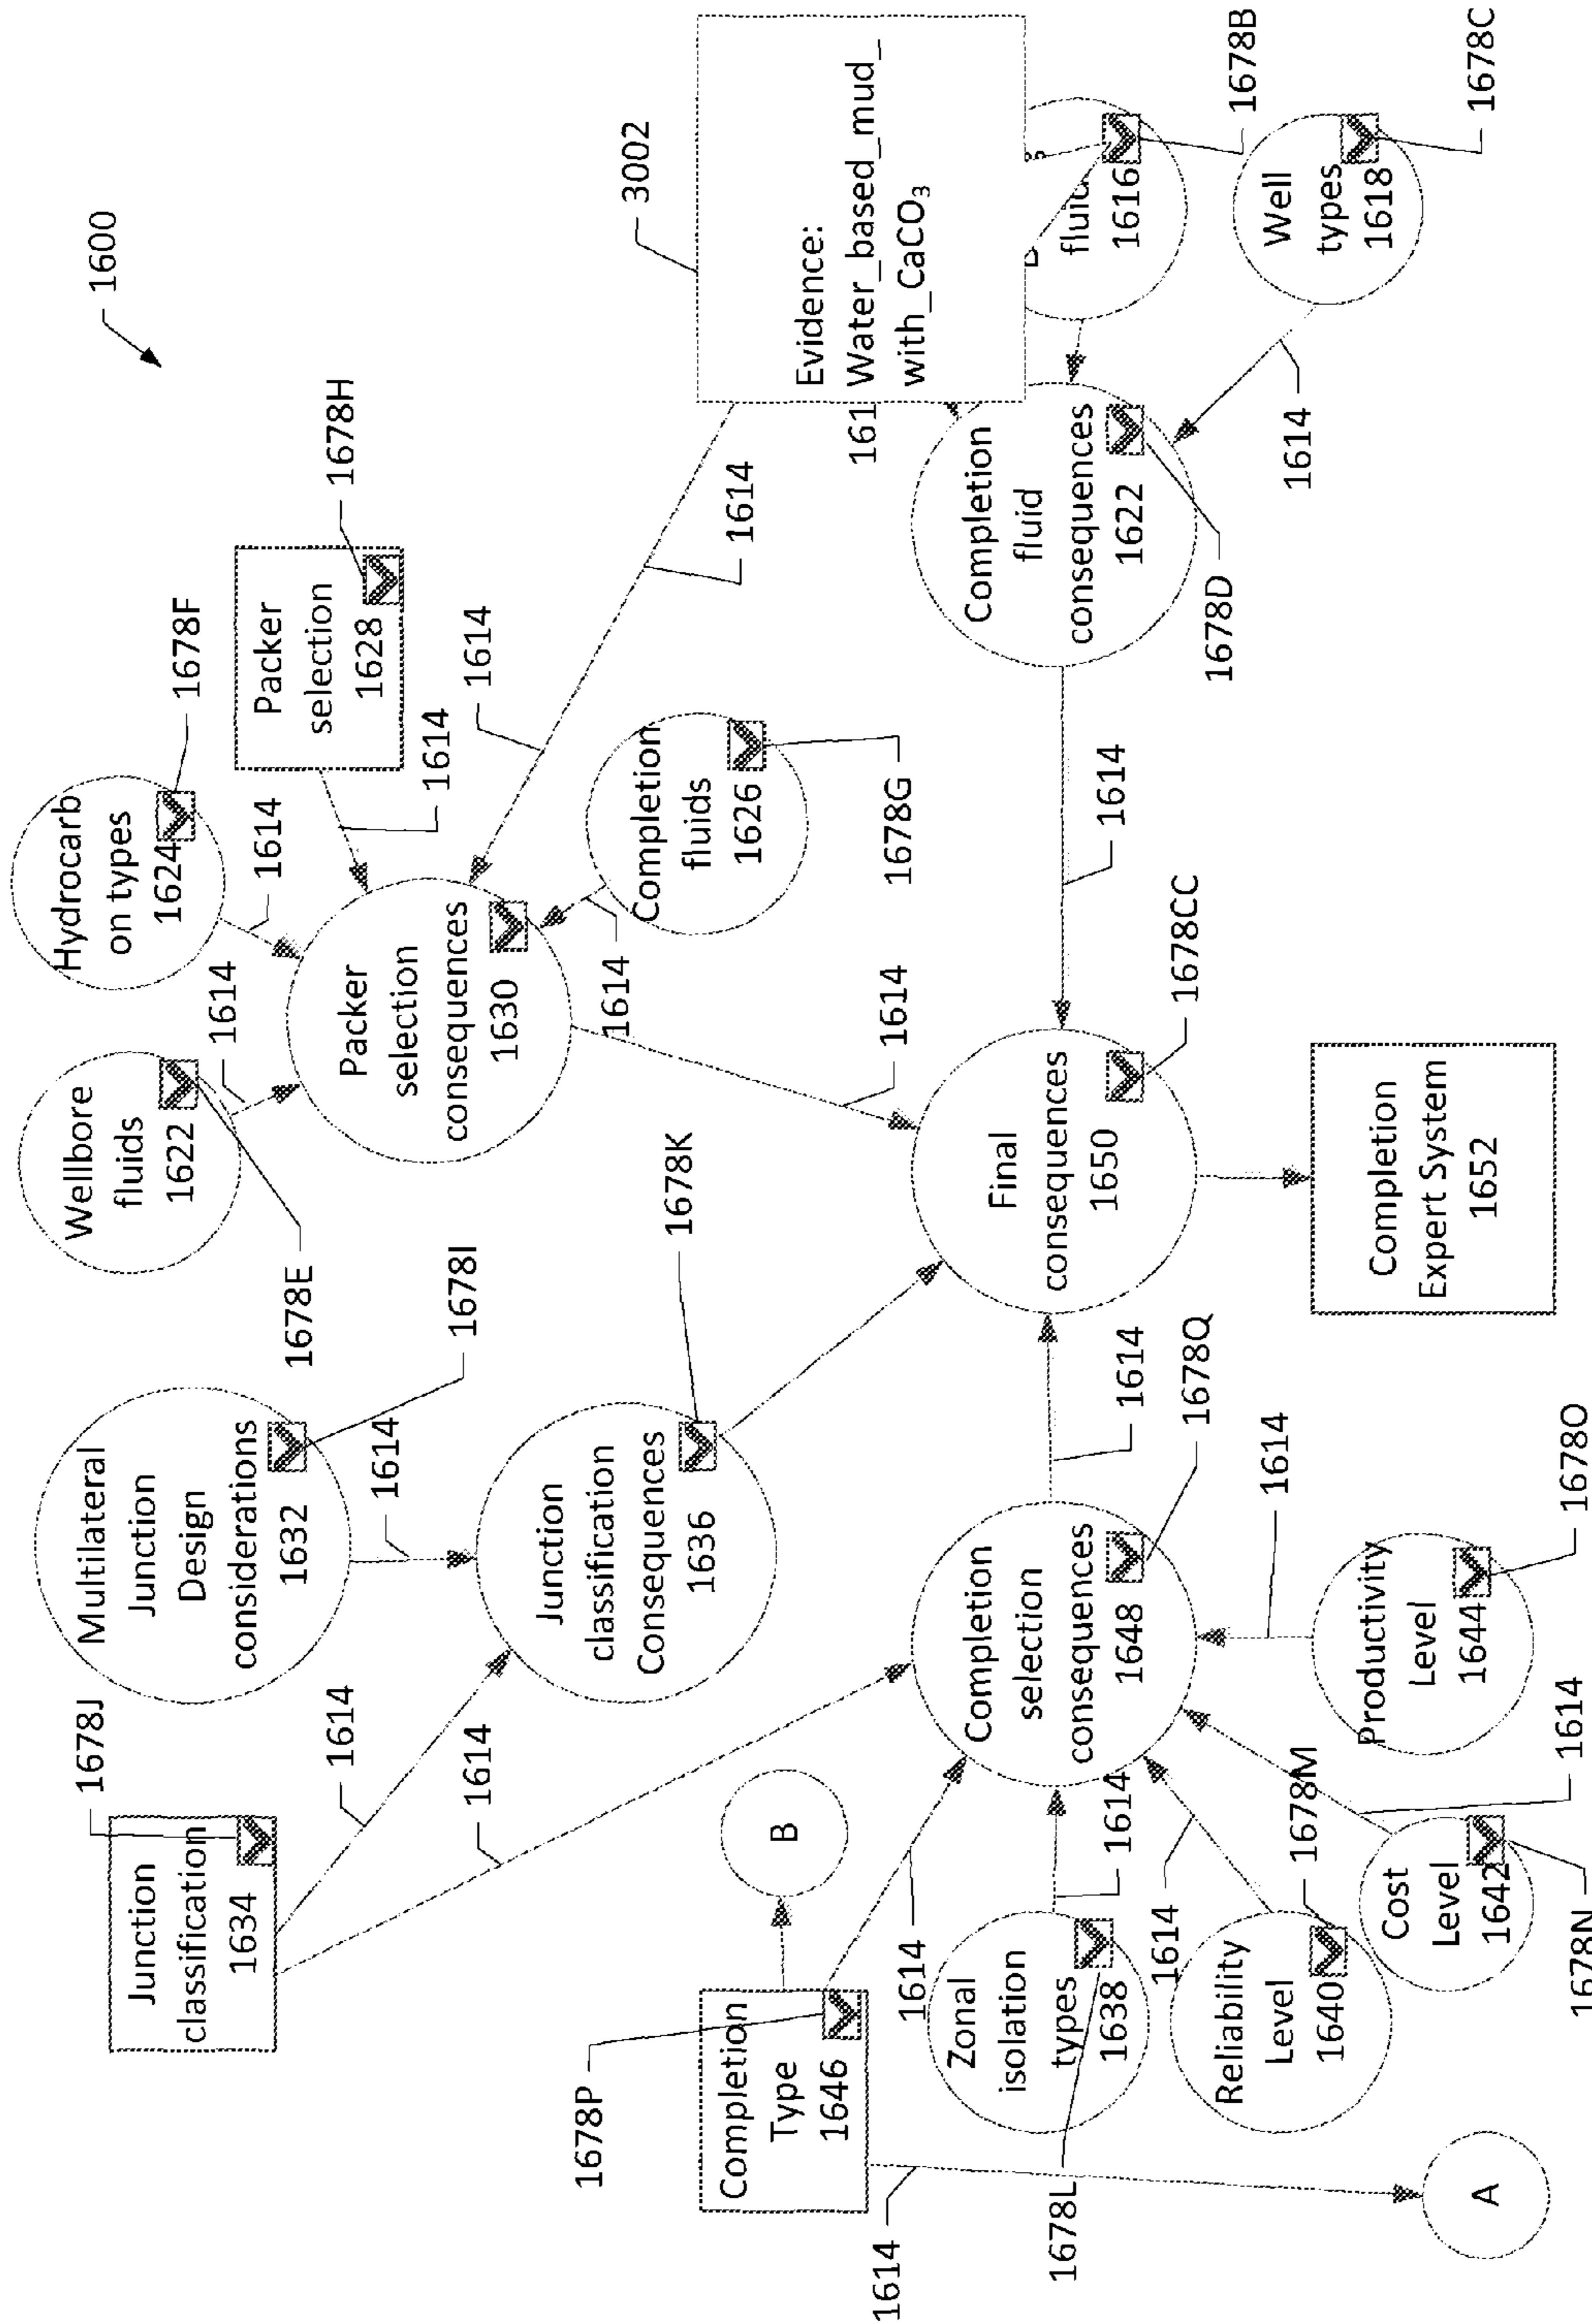 1600
1678J
Junction
classification
1634
1614
1614
Multilateral
Junction
Design
considerations
1632
1678I
1614
Junction
classification
Consequences
1636
1678K
Wellbore
fluids
1622
1678E
1614
Hydrocarb
on types
1624
1678F
1614
Packer
selection
1628
1678H
1614
1614
Packer
selection
consequences
1630
Completion
fluids
1626
1678G
1614
1614
1614
3002
Evidence:
Water_based_mud_
with_CaCO₃
161
fluid
1616
1678B
Well
types
1618
1678C
1614
Completion
fluid
consequences
1622
1678D
1614
Final
consequences
1650
1678CC
Completion
Expert System
1652
B
1678P
Completion
Type
1646
1614
1614
A
Zonal
isolation
types
1638
1678L
1614
Reliability
Level
1640
1678M
1614
Cost
Level
1642
1678N
1614
Productivity
Level
1644
1678O
1614
Completion
selection
consequences
1648
1678Q
1614